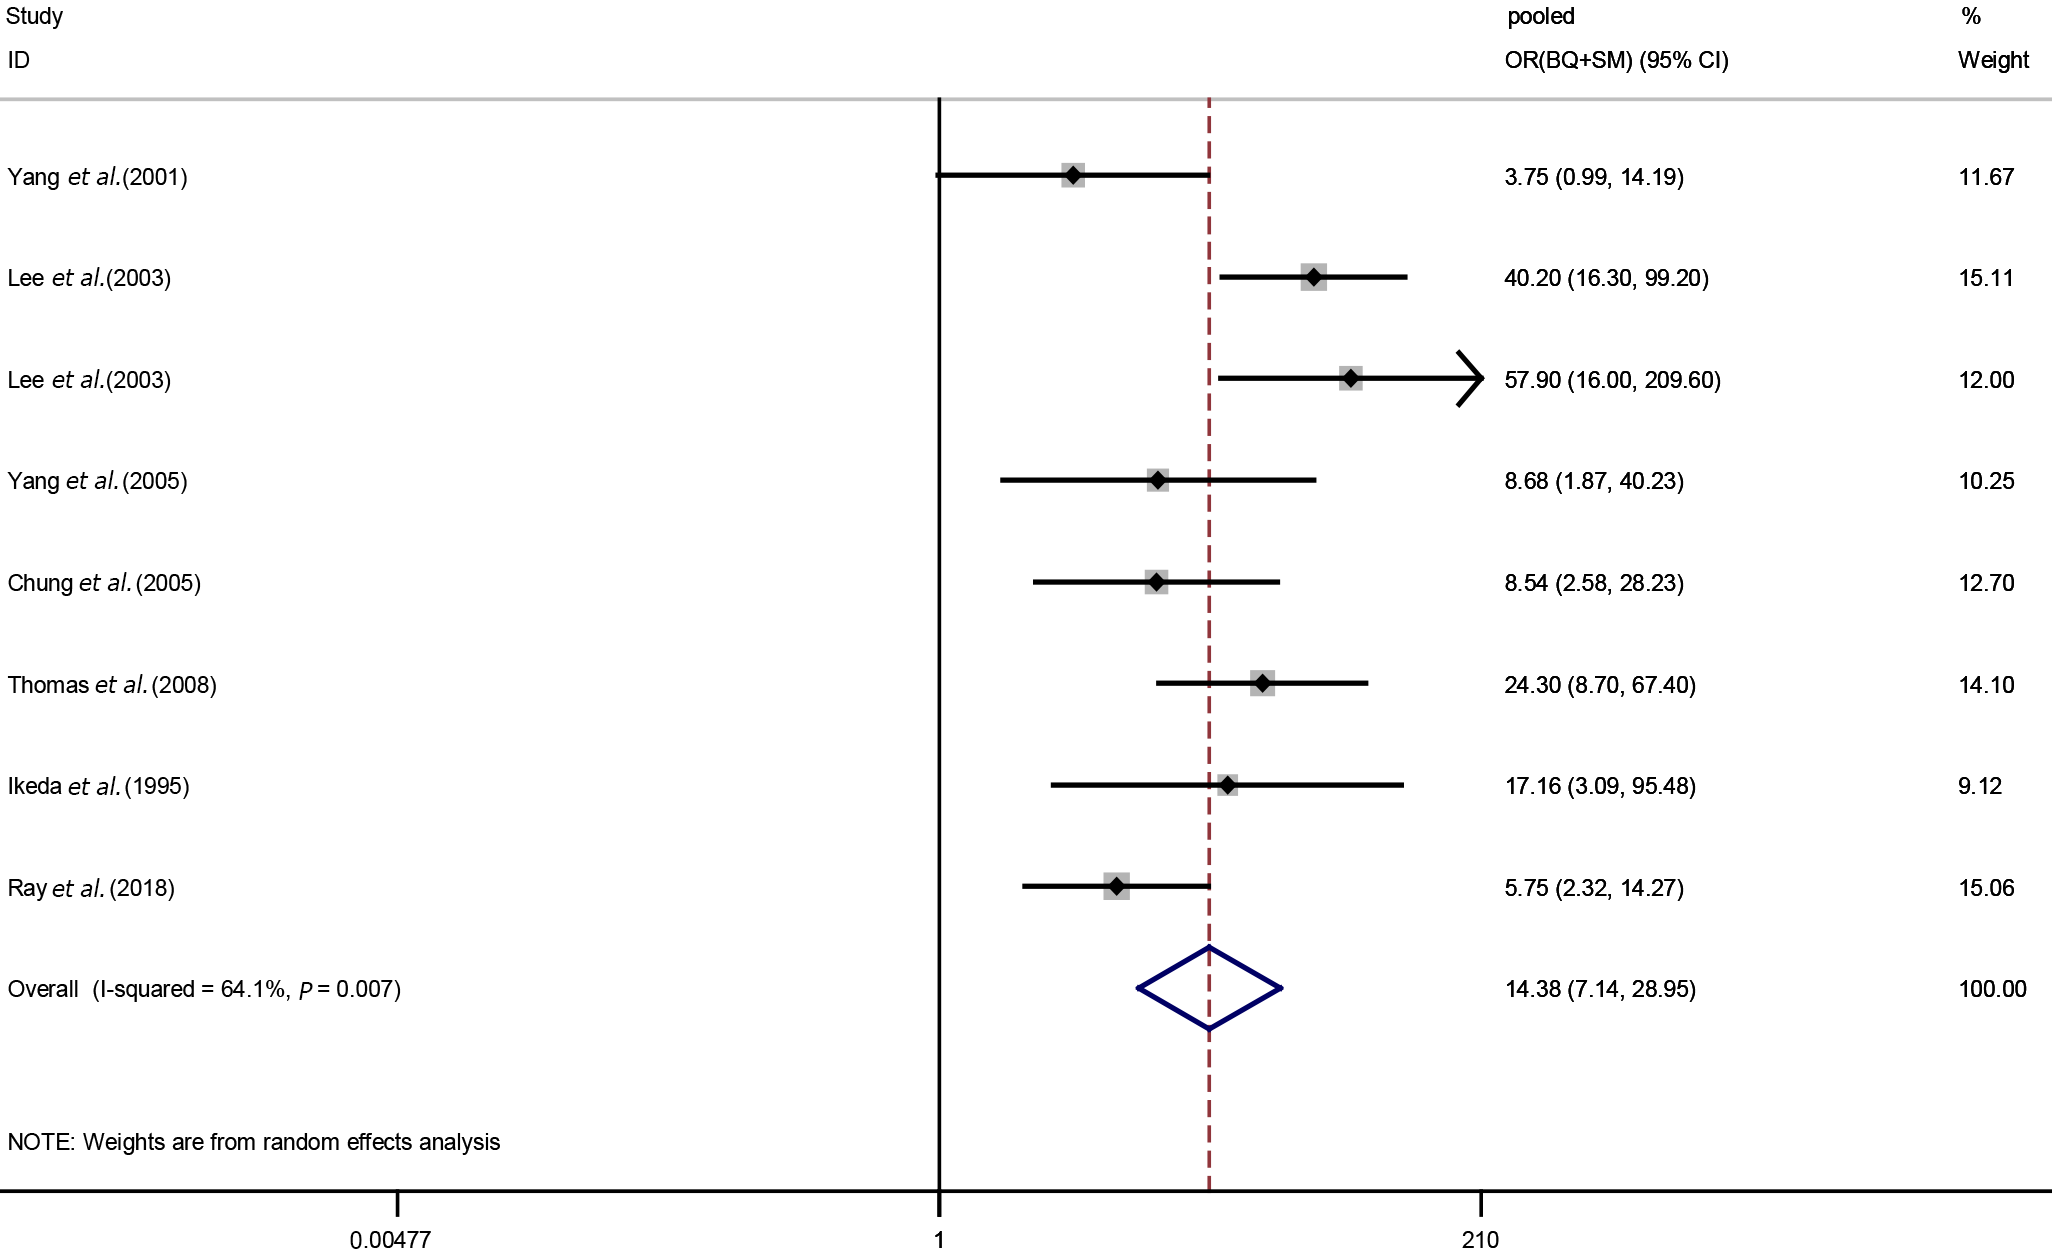 Study pooled %
ID OR(BQ+SM) (95% CI) Weight
Yang et al.(2001) 3.75 (0.99, 14.19) 11.67
Lee et al.(2003) 40.20 (16.30, 99.20) 15.11
Lee et al.(2003) 57.90 (16.00, 209.60) 12.00
Yang et al.(2005) 8.68 (1.87, 40.23) 10.25
Chung et al.(2005) 8.54 (2.58, 28.23) 12.70
Thomas et al.(2008) 24.30 (8.70, 67.40) 14.10
Ikeda et al.(1995) 17.16 (3.09, 95.48) 9.12
Ray et al.(2018) 5.75 (2.32, 14.27) 15.06
Overall (I-squared = 64.1%, P = 0.007) 14.38 (7.14, 28.95) 100.00
NOTE: Weights are from random effects analysis
0.00477 1 210